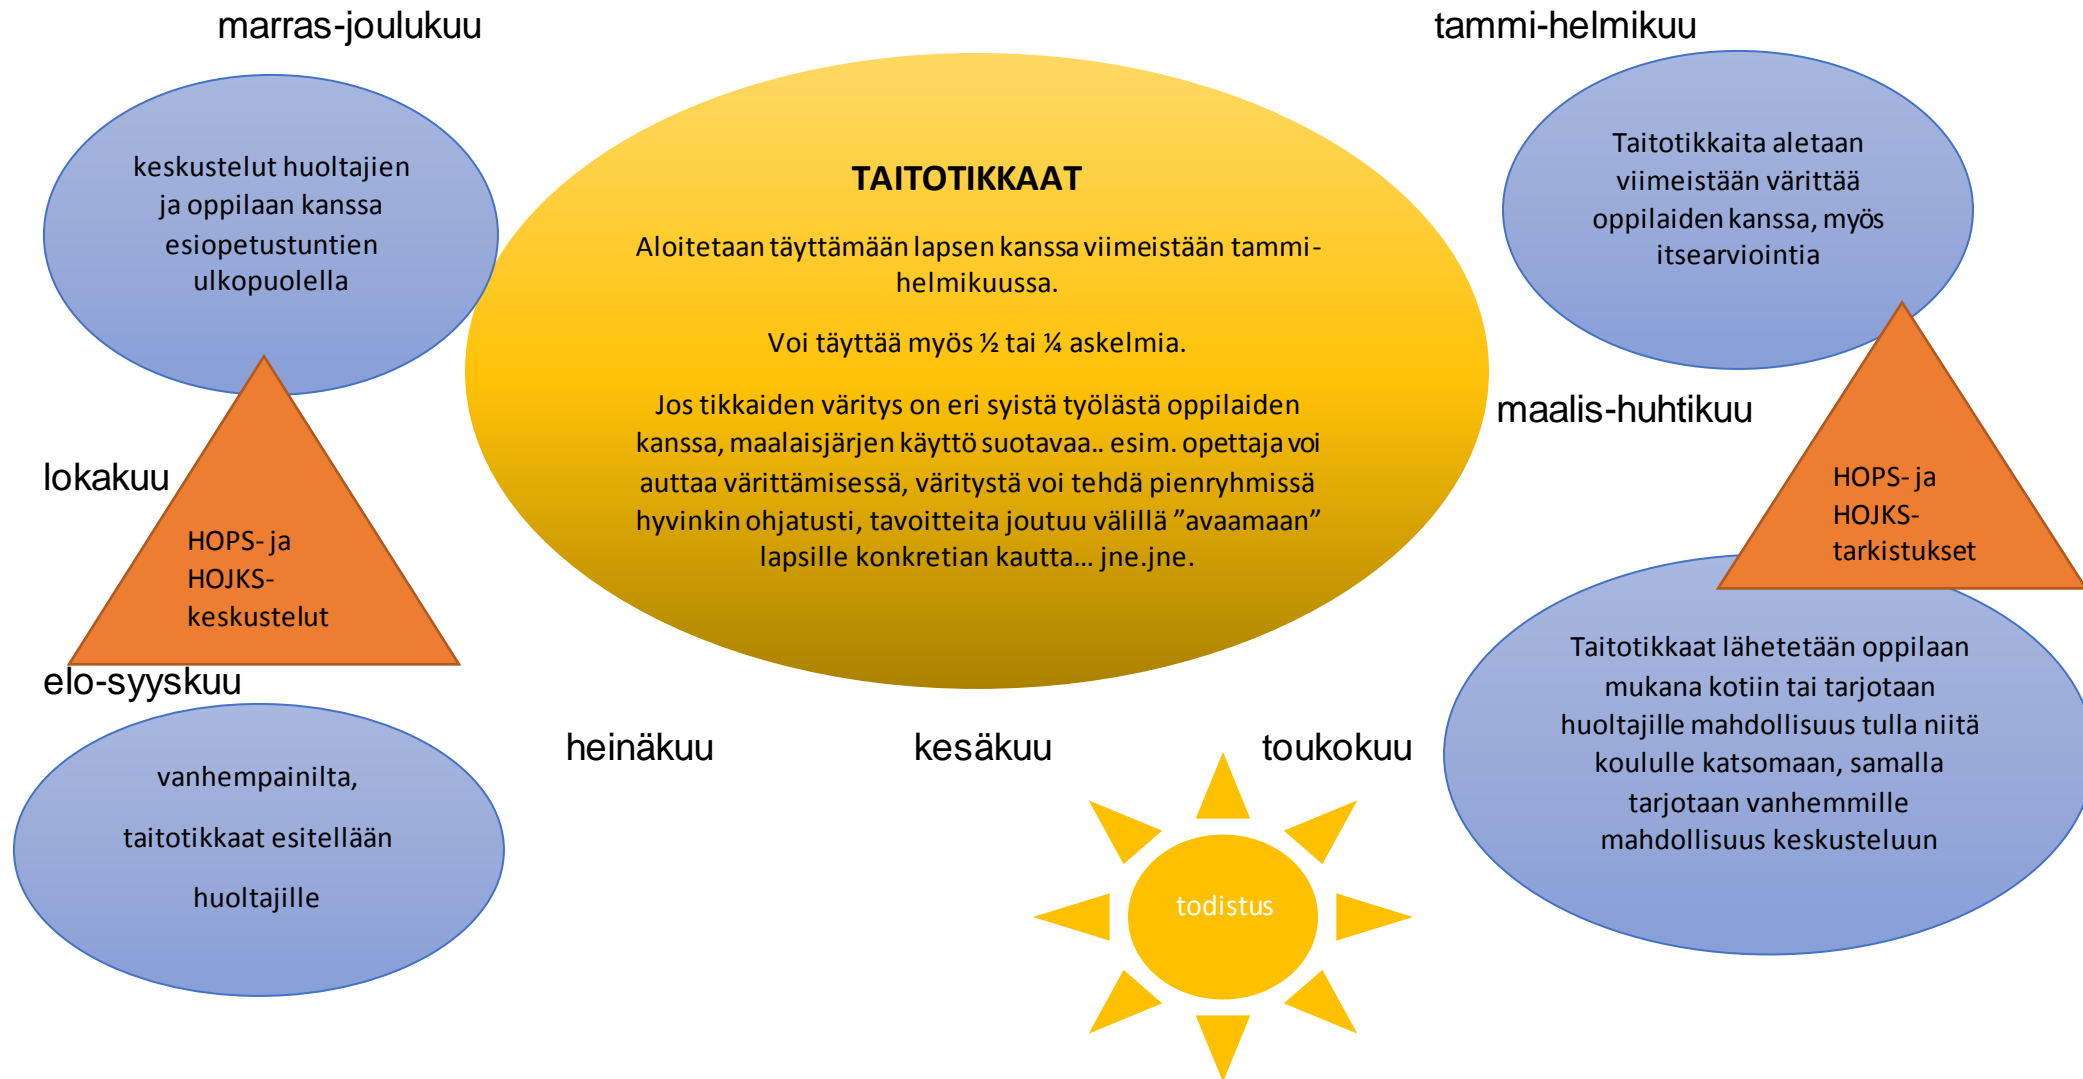 marras-joulukuu
tammi-helmikuu
keskustelut huoltajien
ja oppilaan kanssa
esiopetustuntien
ulkopuolella
TAITOTIKKAAT
Aloitetaan täyttämään lapsen kanssa viimeistään tammi-
helmikuussa.
Voi täyttää myös ½ tai ¼ askelmia.
Jos tikkaiden väritys on eri syistä työlästä oppilaiden
kanssa, maalaisjärjen käyttö suotavaa.. esim. opettaja voi
auttaa värittämisessä, väritystä voi tehdä pienryhmissä
hyvinkin ohjatusti, tavoitteita joutuu välillä ”avaamaan”
lapsille konkretian kautta... jne.jne.
Taitotikkaita aletaan
viimeistään värittää
oppilaiden kanssa, myös
itsearviointia
maalis-huhtikuu
lokakuu
HOPS- ja
HOJKS-
keskustelut
HOPS- ja
HOJKS-
tarkistukset
elo-syyskuu
vanhempainilta,
taitotikkaat esitellään
huoltajille
heinäkuu
kesäkuu
toukokuu
todistus
Taitotikkaat lähetetään oppilaan
mukana kotiin tai tarjotaan
huoltajille mahdollisuus tulla niitä
koululle katsomaan, samalla
tarjotaan vanhemmille
mahdollisuus keskusteluun